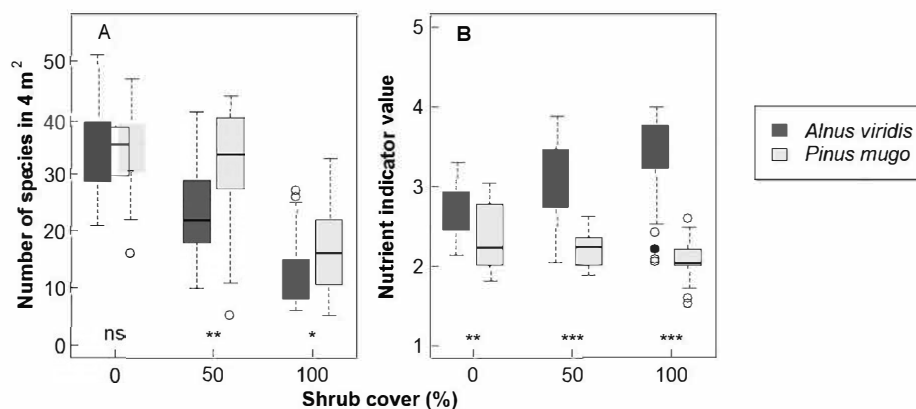 A
Number of species in 4 m²
50
40
30
20
10
0
ns
**
*
0
50
100
B
Nutrient indicator value
5
4
3
2
1
**
***
***
0
50
100
Shrub cover (%)
Alnus viridis
Pinus mugo